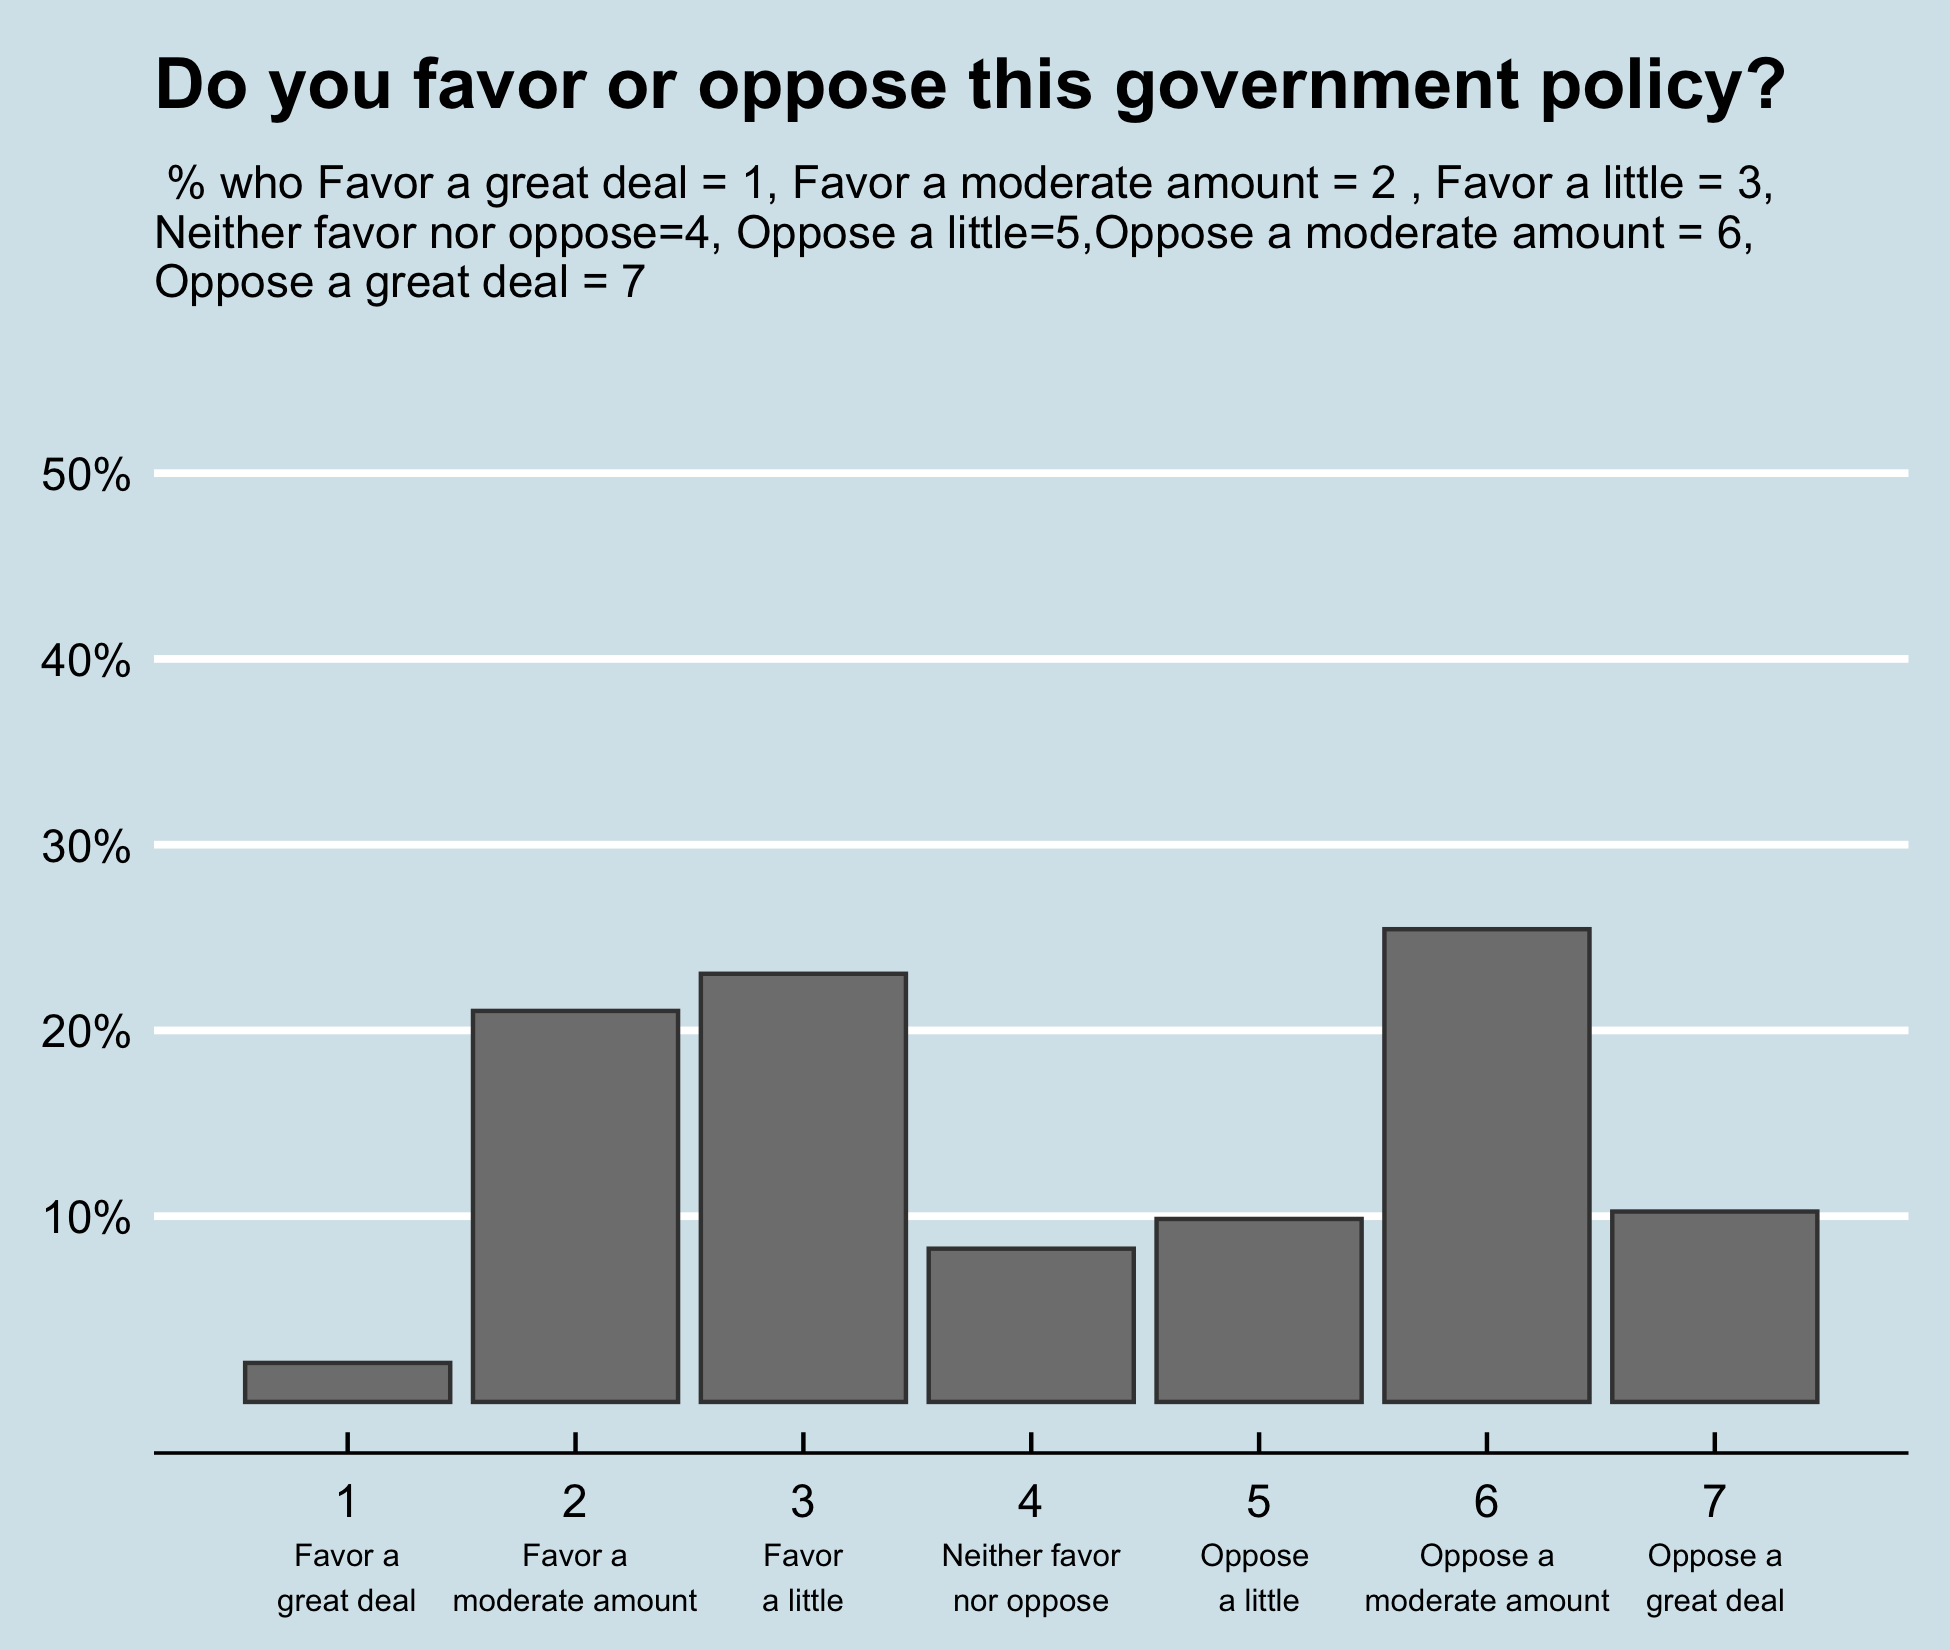 Do you favor or oppose this government policy?
% who Favor a great deal = 1, Favor a moderate amount = 2 , Favor a little = 3,
Neither favor nor oppose=4, Oppose a little=5,Oppose a moderate amount = 6,
Oppose a great deal = 7
50%
40%
30%
20%
10%
1 2 3 4 5 6 7
Favor a Favor a Favor Neither favor Oppose Oppose a Oppose a
great deal moderate amount a little nor oppose a little moderate amount great deal